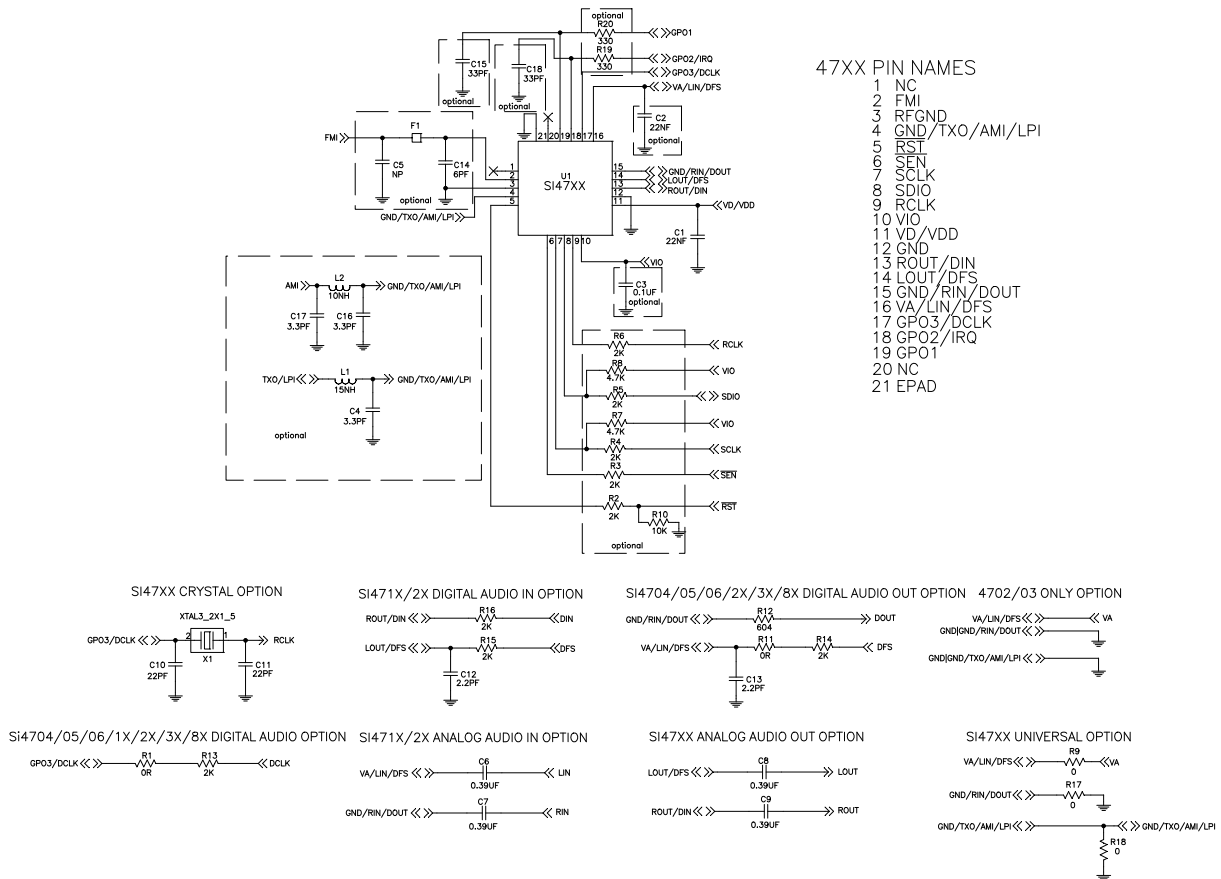 optional
R20
330
GPO1
R19
330
GPO2/IRQ
GPO3/DCLK
C15
33PF
optional
C18
33PF
optional
VA/LIN/DFS
C2
22NF
optional
FMI
F1
C5
NP
C14
6PF
optional
GND/TXO/AMI/LPI
21 20 19 18 17 16
1
2
3
4
5
U1
SI47XX
15
14
13
12
11
GND/RIN/DOUT
LOUT/DFS
ROUT/DIN
VD/VDD
C1
22NF
6 7 8 9 10
VIO
C3
0.1UF
optional
47XX PIN NAMES
1 NC
2 FMI
3 RFGND
4 GND/TXO/AMI/LPI
5 RST
6 SEN
7 SCLK
8 SDIO
9 RCLK
10 VIO
11 VD/VDD
12 GND
13 ROUT/DIN
14 LOUT/DFS
15 GND/RIN/DOUT
16 VA/LIN/DFS
17 GPO3/DCLK
18 GPO2/IRQ
19 GPO1
20 NC
21 EPAD
AMI
L2
10NH
GND/TXO/AMI/LPI
C17
3.3PF
C16
3.3PF
TXO/LPI
L1
15NH
GND/TXO/AMI/LPI
C4
3.3PF
optional
R6
2K
RCLK
R8
4.7K
VIO
R5
2K
SDIO
R7
4.7K
VIO
R4
2K
SCLK
R3
2K
SEN
R2
2K
RST
R10
10K
optional
SI47XX CRYSTAL OPTION
XTAL3_2X1_5
GPO3/DCLK
2
1
RCLK
X1
C10
22PF
C11
22PF
SI471X/2X DIGITAL AUDIO IN OPTION
ROUT/DIN
R16
2K
DIN
LOUT/DFS
R15
2K
DFS
C12
2.2PF
SI4704/05/06/2X/3X/8X DIGITAL AUDIO OUT OPTION
GND/RIN/DOUT
R12
604
DOUT
VA/LIN/DFS
R11
0R
R14
2K
DFS
C13
2.2PF
4702/03 ONLY OPTION
VA/LIN/DFS
VA
GND|GND/RIN/DOUT
GND|GND/TXO/AMI/LPI
Si4704/05/06/1X/2X/3X/8X DIGITAL AUDIO OPTION
GPO3/DCLK
R1
0R
R13
2K
DCLK
SI471X/2X ANALOG AUDIO IN OPTION
VA/LIN/DFS
C6
0.39UF
LIN
GND/RIN/DOUT
C7
0.39UF
RIN
SI47XX ANALOG AUDIO OUT OPTION
LOUT/DFS
C8
0.39UF
LOUT
ROUT/DIN
C9
0.39UF
ROUT
SI47XX UNIVERSAL OPTION
VA/LIN/DFS
R9
0
VA
GND/RIN/DOUT
R17
0
GND/TXO/AMI/LPI
GND/TXO/AMI/LPI
R18
0